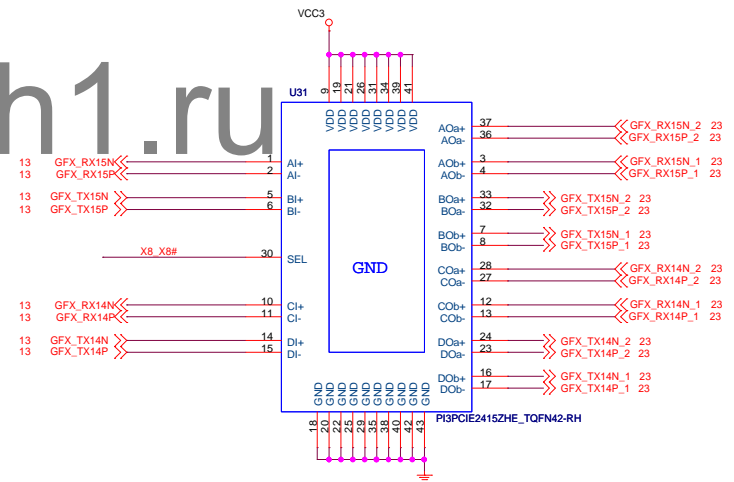 VCC3
h1.ru
U31
9 19 21 26 31 34 39 41
VDD VDD VDD VDD VDD VDD VDD VDD
13 GFX_RX15N 1 AI+
13 GFX_RX15P 2 AI-
13 GFX_TX15N 5 BI+
13 GFX_TX15P 6 BI-
X8_X8# 30 SEL
13 GFX_RX14N 10 CI+
13 GFX_RX14P 11 CI-
13 GFX_TX14N 14 DI+
13 GFX_TX14P 15 DI-
GND
AOa+ 37 GFX_RX15N_2 23
AOa- 36 GFX_RX15P_2 23
AOb+ 3 GFX_RX15N_1 23
AOb- 4 GFX_RX15P_1 23
BOa+ 33 GFX_TX15N_2 23
BOa- 32 GFX_TX15P_2 23
BOb+ 7 GFX_TX15N_1 23
BOb- 8 GFX_TX15P_1 23
COa+ 28 GFX_RX14N_2 23
COa- 27 GFX_RX14P_2 23
COb+ 12 GFX_RX14N_1 23
COb- 13 GFX_RX14P_1 23
DOa+ 24 GFX_TX14N_2 23
DOa- 23 GFX_TX14P_2 23
DOb+ 16 GFX_TX14N_1 23
DOb- 17 GFX_TX14P_1 23
GND GND GND GND GND GND GND GND GND GND
18 20 22 25 29 35 38 40 42 43
PI3PCIE2415ZHE_TQFN42-RH